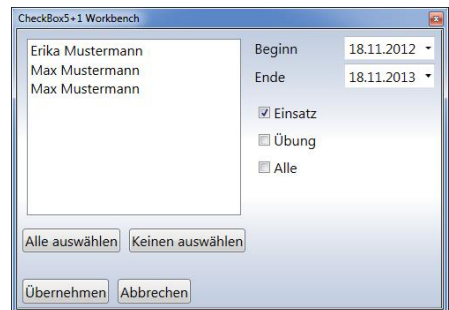 CheckBox5+1 Workbench
Erika Mustermann
Max Mustermann
Max Mustermann
Beginn 18.11.2012
Ende 18.11.2013
Einsatz
Übung
Alle
Alle auswählen Keinen auswählen
Übernehmen Abbrechen